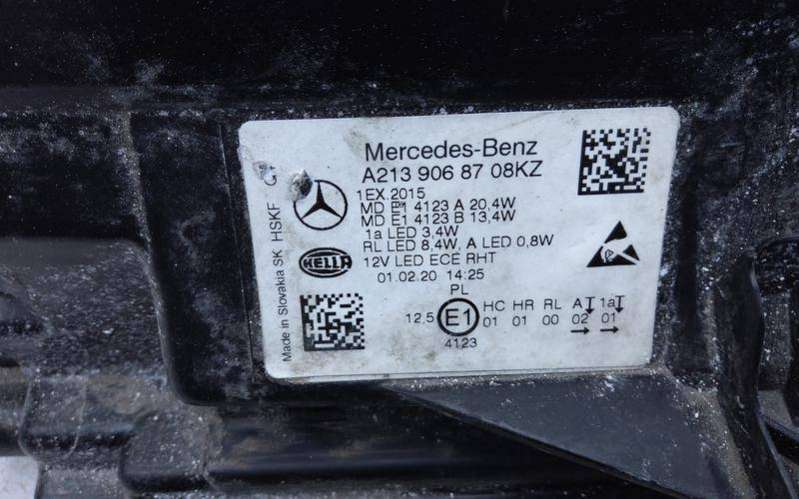 Mercedes-Benz
A213 906 87 08KZ
1EX.2015
MD E1 4123 A 20,4W
MD E1 4123 B 13,4W
1a LED 3,4W
RL LED 8,4W, A LED 0,8W
12V LED ECE RHT
01.02.20 14:25
PL
HELLA
12,5 E1 HC HR RL A 1a
01 01 00 02 01
4123
Made in Slovakia SK HSKF